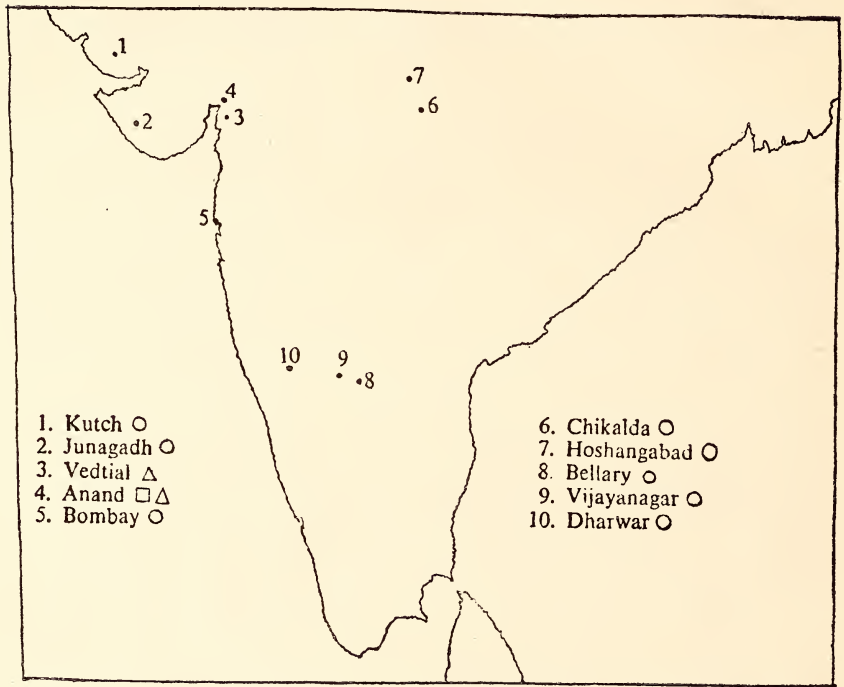 1
7
4
6
2
3
5
10
9
8
1. Kutch ○
2. Junagadh ○
3. Vedtial △
4. Anand □△
5. Bombay ○
6. Chikalda ○
7. Hoshangabad ○
8. Bellary ○
9. Vijayanagar ○
10. Dharwar ○